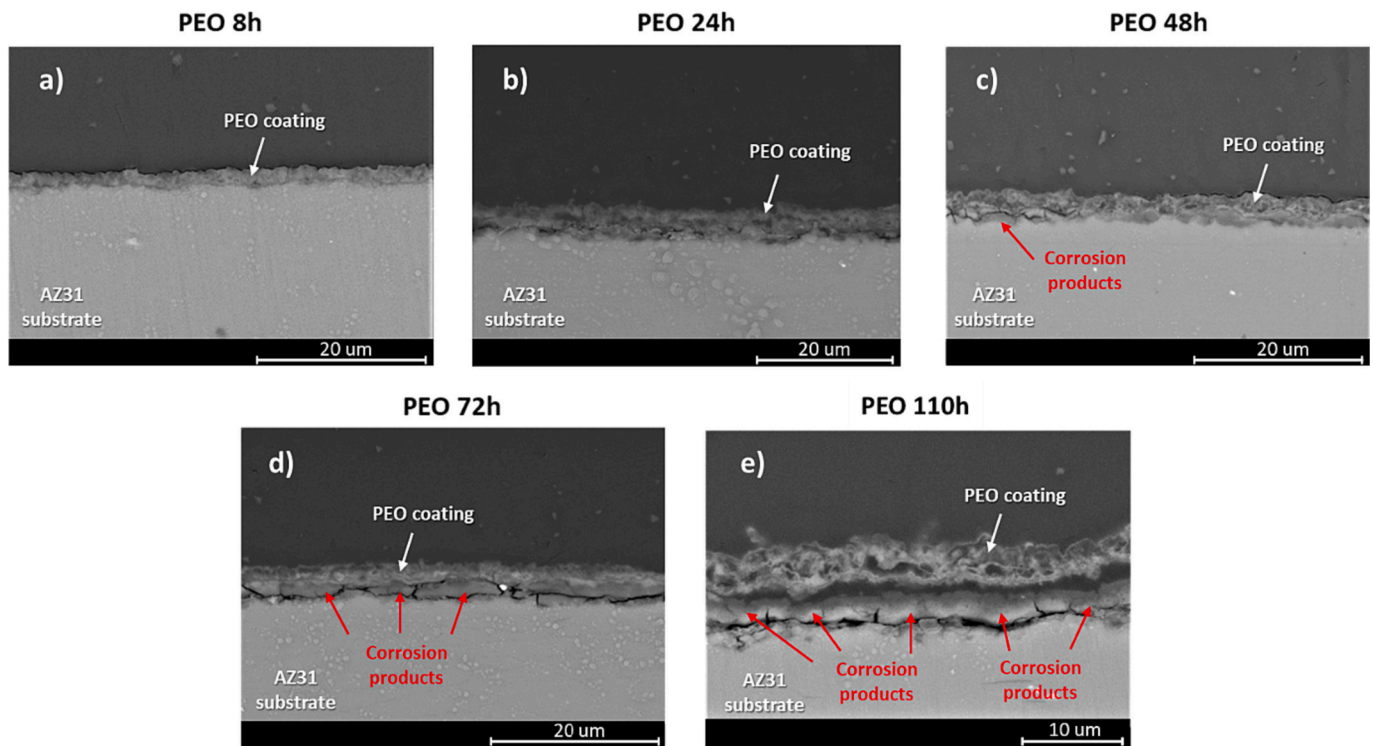 PEO 8h
PEO 24h
PEO 48h
a)
PEO coating
AZ31
substrate
20 um
b)
PEO coating
AZ31
substrate
20 um
c)
PEO coating
Corrosion
products
AZ31
substrate
20 um
PEO 72h
PEO 110h
d)
PEO coating
Corrosion
products
AZ31
substrate
20 um
e)
PEO coating
Corrosion
products
Corrosion
products
AZ31
substrate
10 um